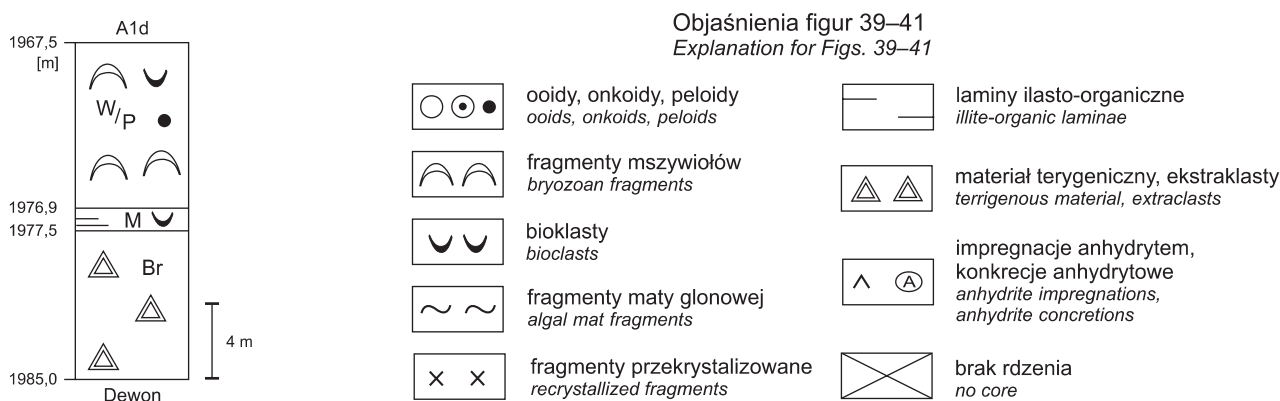 A1d
1967,5
[m]
W/P
1976,9
M
1977,5
Br
4 m
1985,0
Dewon
Objaśnienia figur 39–41
Explanation for Figs. 39–41
ooidy, onkoidy, peloidy
ooids, onkoids, peloids
fragmenty mszywiołów
bryozoan fragments
bioklasty
bioclasts
fragmenty maty glonowej
algal mat fragments
fragmenty przekrystalizowane
recrystallized fragments
laminy ilasto-organiczne
illite-organic laminae
materiał terygeniczny, ekstraklasty
terrigenous material, extraclasts
A
impregnacje anhydrytem,
konkrecje anhydrytowe
anhydrite impregnations,
anhydrite concretions
brak rdzenia
no core